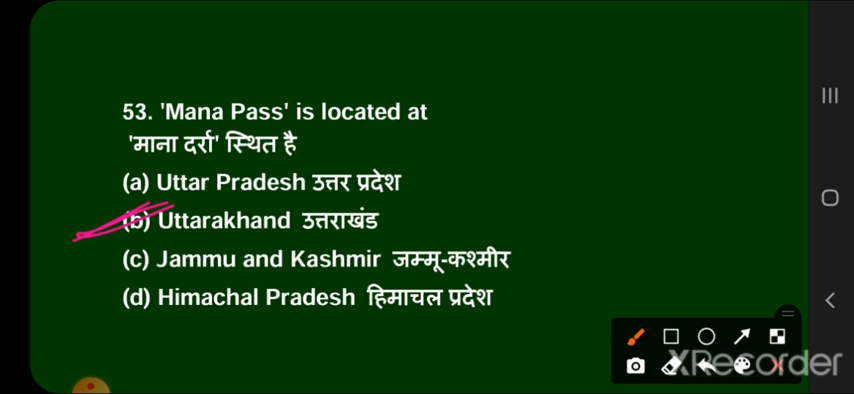 53. 'Mana Pass' is located at
'माना दर्रा' स्थित है
(a) Uttar Pradesh उत्तर प्रदेश
(b) Uttarakhand उत्तराखंड
(c) Jammu and Kashmir जम्मू-कश्मीर
(d) Himachal Pradesh हिमाचल प्रदेश
XRecorder